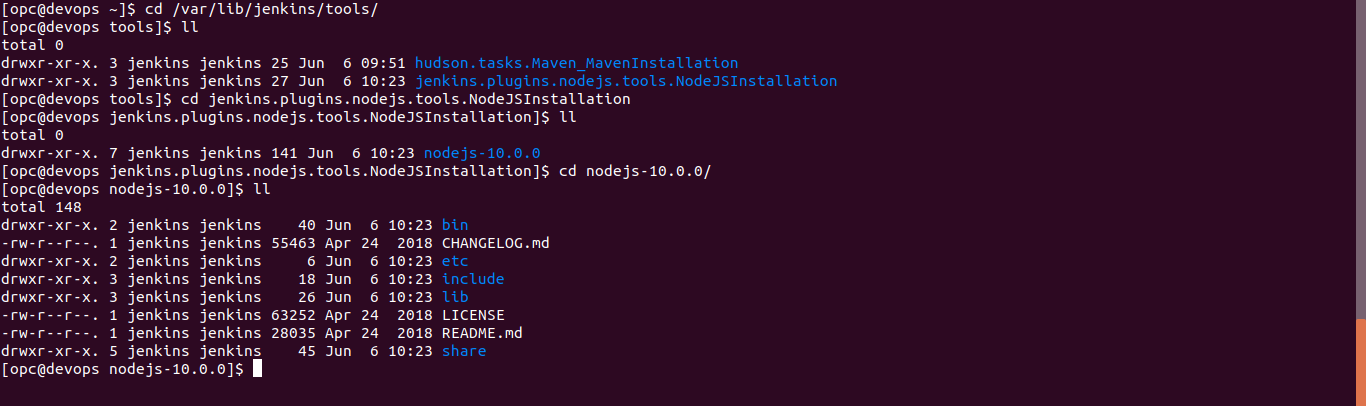 [opc@devops ~]$ cd /var/lib/jenkins/tools/
[opc@devops tools]$ ll
total 0
drwxr-xr-x. 3 jenkins jenkins 25 Jun  6 09:51 hudson.tasks.Maven_MavenInstallation
drwxr-xr-x. 3 jenkins jenkins 27 Jun  6 10:23 jenkins.plugins.nodejs.tools.NodeJSInstallation
[opc@devops tools]$ cd jenkins.plugins.nodejs.tools.NodeJSInstallation
[opc@devops jenkins.plugins.nodejs.tools.NodeJSInstallation]$ ll
total 0
drwxr-xr-x. 7 jenkins jenkins 141 Jun  6 10:23 nodejs-10.0.0
[opc@devops jenkins.plugins.nodejs.tools.NodeJSInstallation]$ cd nodejs-10.0.0/
[opc@devops nodejs-10.0.0]$ ll
total 148
drwxr-xr-x. 2 jenkins jenkins    40 Jun  6 10:23 bin
-rw-r--r--. 1 jenkins jenkins 55463 Apr 24  2018 CHANGELOG.md
drwxr-xr-x. 2 jenkins jenkins     6 Jun  6 10:23 etc
drwxr-xr-x. 3 jenkins jenkins    18 Jun  6 10:23 include
drwxr-xr-x. 3 jenkins jenkins    26 Jun  6 10:23 lib
-rw-r--r--. 1 jenkins jenkins 63252 Apr 24  2018 LICENSE
-rw-r--r--. 1 jenkins jenkins 28035 Apr 24  2018 README.md
drwxr-xr-x. 5 jenkins jenkins    45 Jun  6 10:23 share
[opc@devops nodejs-10.0.0]$